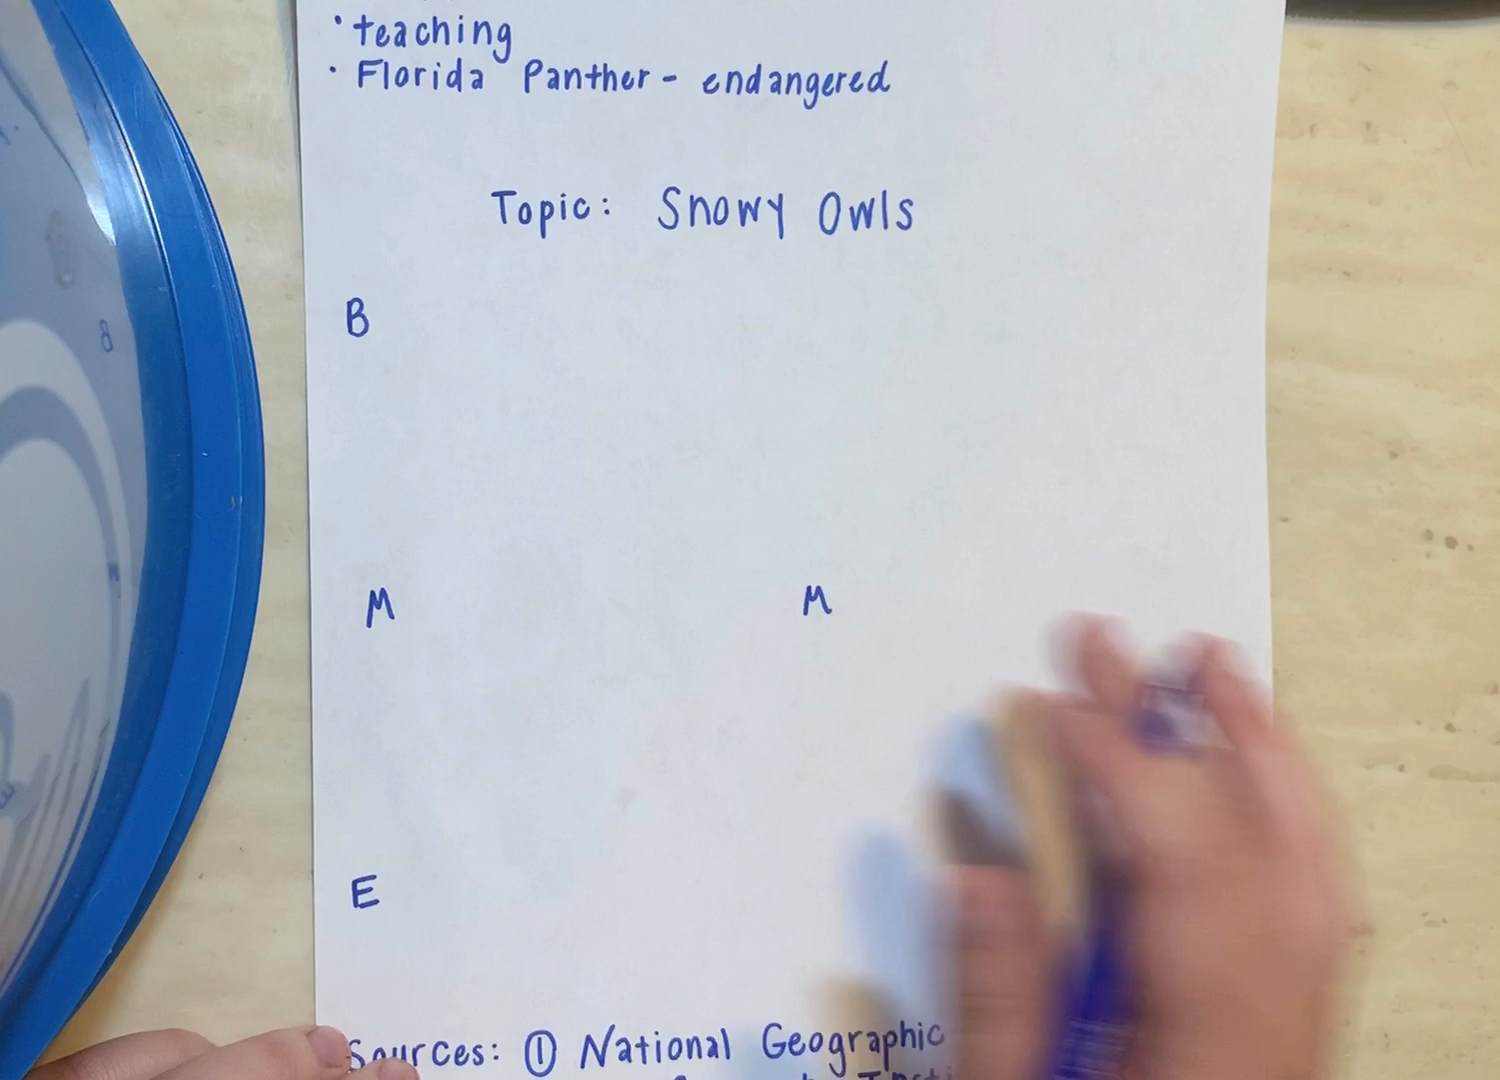 • teaching
• Florida Panther - endangered
Topic: Snowy Owls
B
M M
E
Sources: ① National Geographic